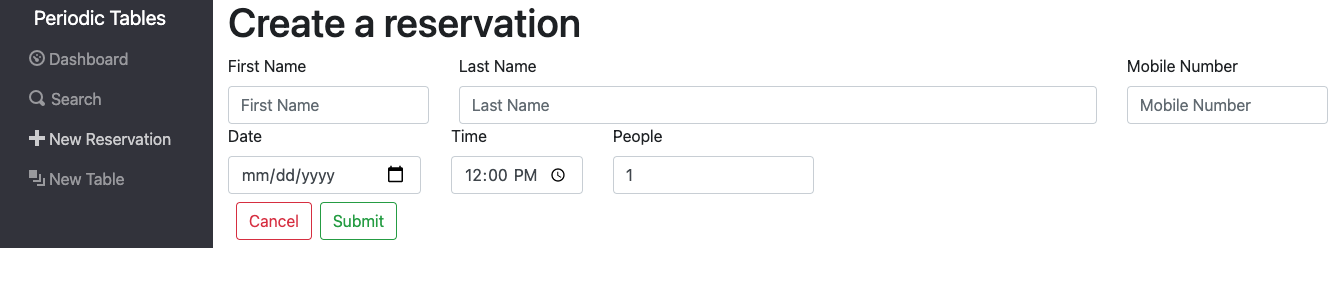 Periodic Tables
Dashboard
Search
New Reservation
New Table
Create a reservation
First Name Last Name Mobile Number
First Name Last Name Mobile Number
Date Time People
mm/dd/yyyy 12:00 PM 1
Cancel Submit